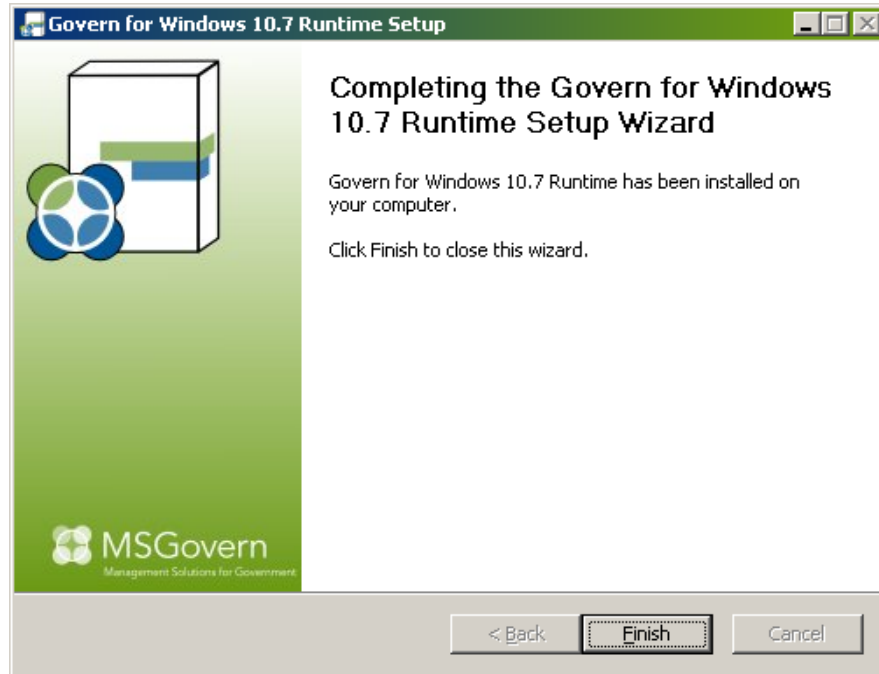 Govern for Windows 10.7 Runtime Setup
Completing the Govern for Windows
10.7 Runtime Setup Wizard
Govern for Windows 10.7 Runtime has been installed on
your computer.
Click Finish to close this wizard.
MSGovern
Management Solutions for Government
< Back
Finish
Cancel